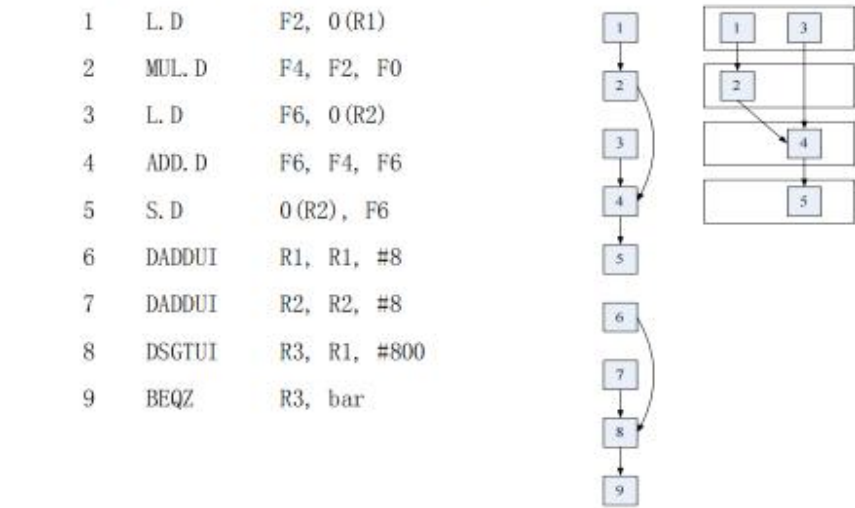 1 L.D F2, 0(R1)
2 MUL.D F4, F2, F0
3 L.D F6, 0(R2)
4 ADD.D F6, F4, F6
5 S.D 0(R2), F6
6 DADDUI R1, R1, #8
7 DADDUI R2, R2, #8
8 DSGTUI R3, R1, #800
9 BEQZ R3, bar
1
2
3
4
5
6
7
8
9
1 3
2
4
5